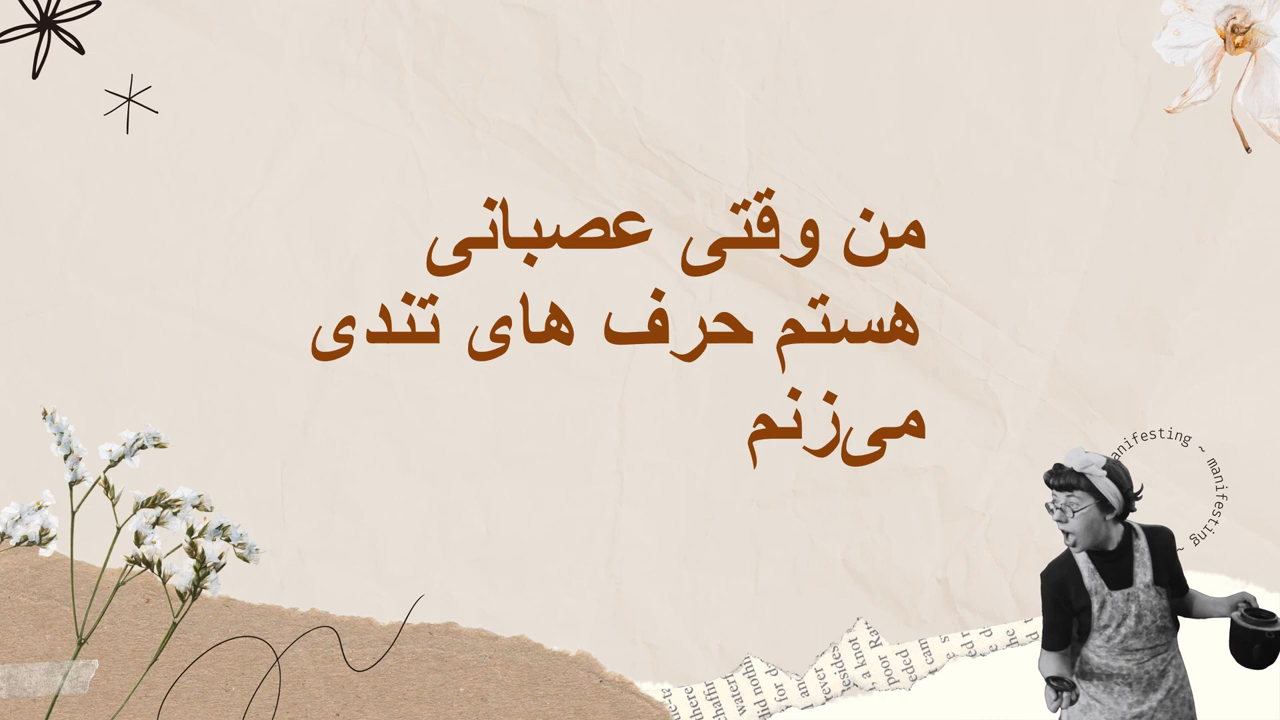 من وقتی عصبانی
هستم حرف های تندی
می‌زنم
manifesting ~ manifesting ~